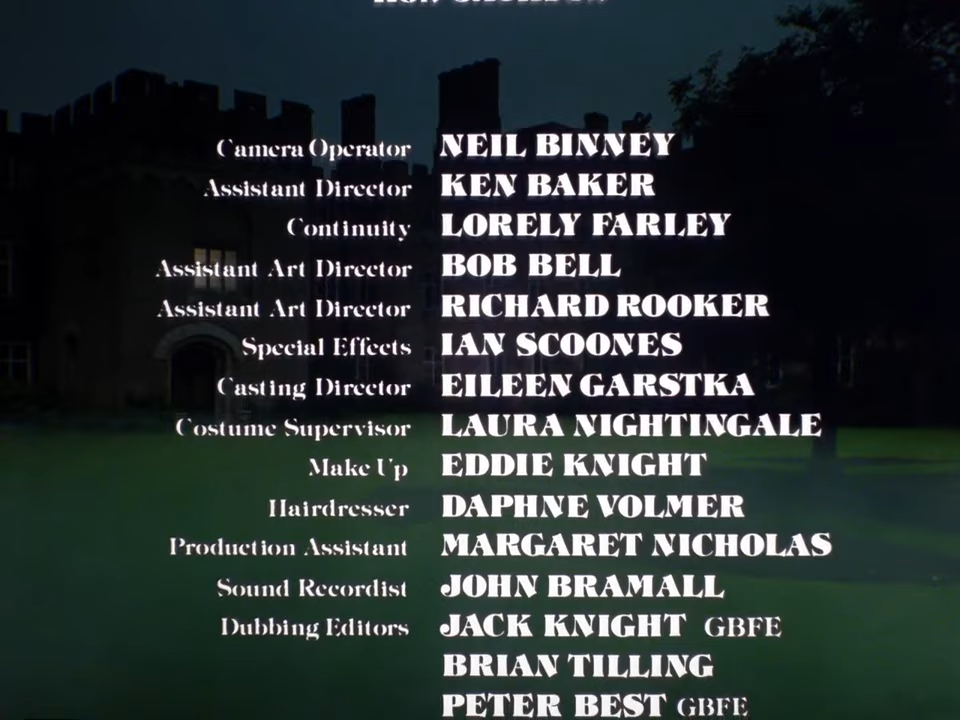 Camera Operator NEIL BINNEY
Assistant Director KEN BAKER
Continuity LORELY FARLEY
Assistant Art Director BOB BELL
Assistant Art Director RICHARD ROOKER
Special Effects IAN SCOONES
Casting Director EILEEN GARSTKA
Costume Supervisor LAURA NIGHTINGALE
Make Up EDDIE KNIGHT
Hairdresser DAPHNE VOLMER
Production Assistant MARGARET NICHOLAS
Sound Recordist JOHN BRAMALL
Dubbing Editors JACK KNIGHT GBFE
BRIAN TILLING
PETER BEST GBFE